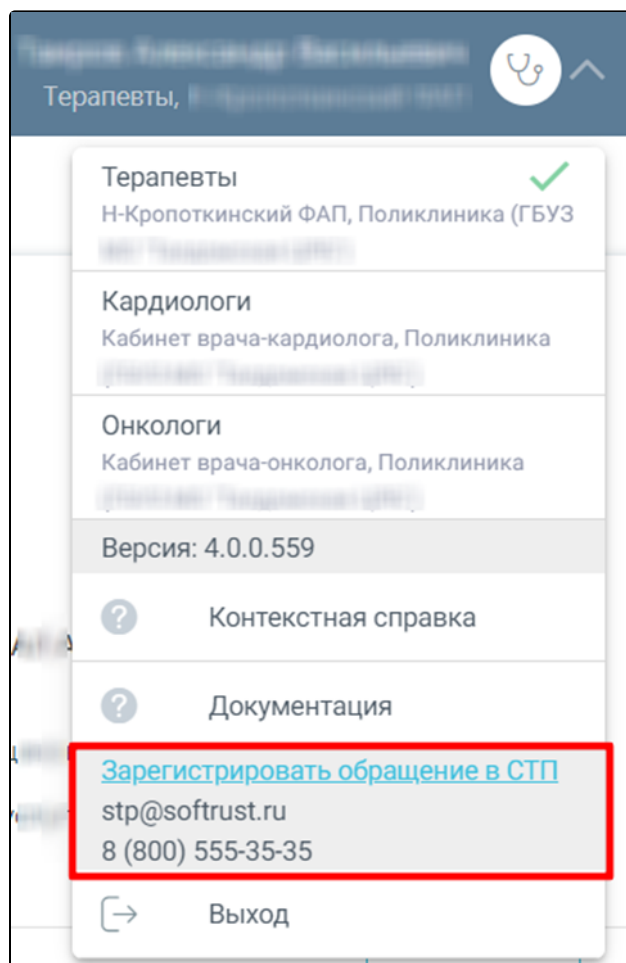 Терапевты,
Терапевты
Н-Кропоткинский ФАП, Поликлиника (ГБУЗ
Кардиологи
Кабинет врача-кардиолога, Поликлиника
Онкологи
Кабинет врача-онколога, Поликлиника
Версия: 4.0.0.559
Контекстная справка
Документация
Зарегистрировать обращение в СТП
stp@softrust.ru
8 (800) 555-35-35
Выход